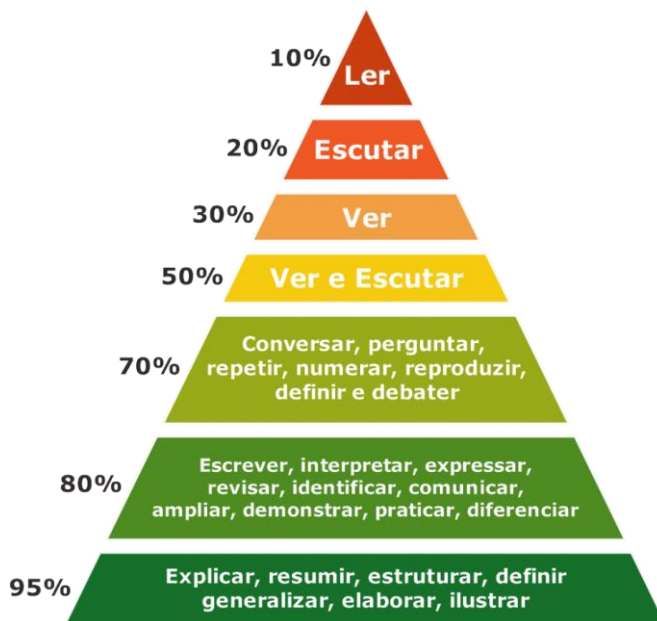 10%
Ler
20%
Escutar
30%
Ver
50%
Ver e Escutar
70%
Conversar, perguntar,
repetir, numerar, reproduzir,
definir e debater
80%
Escrever, interpretar, expressar,
revisar, identificar, comunicar,
ampliar, demonstrar, praticar, diferenciar
95%
Explicar, resumir, estruturar, definir
generalizar, elaborar, ilustrar